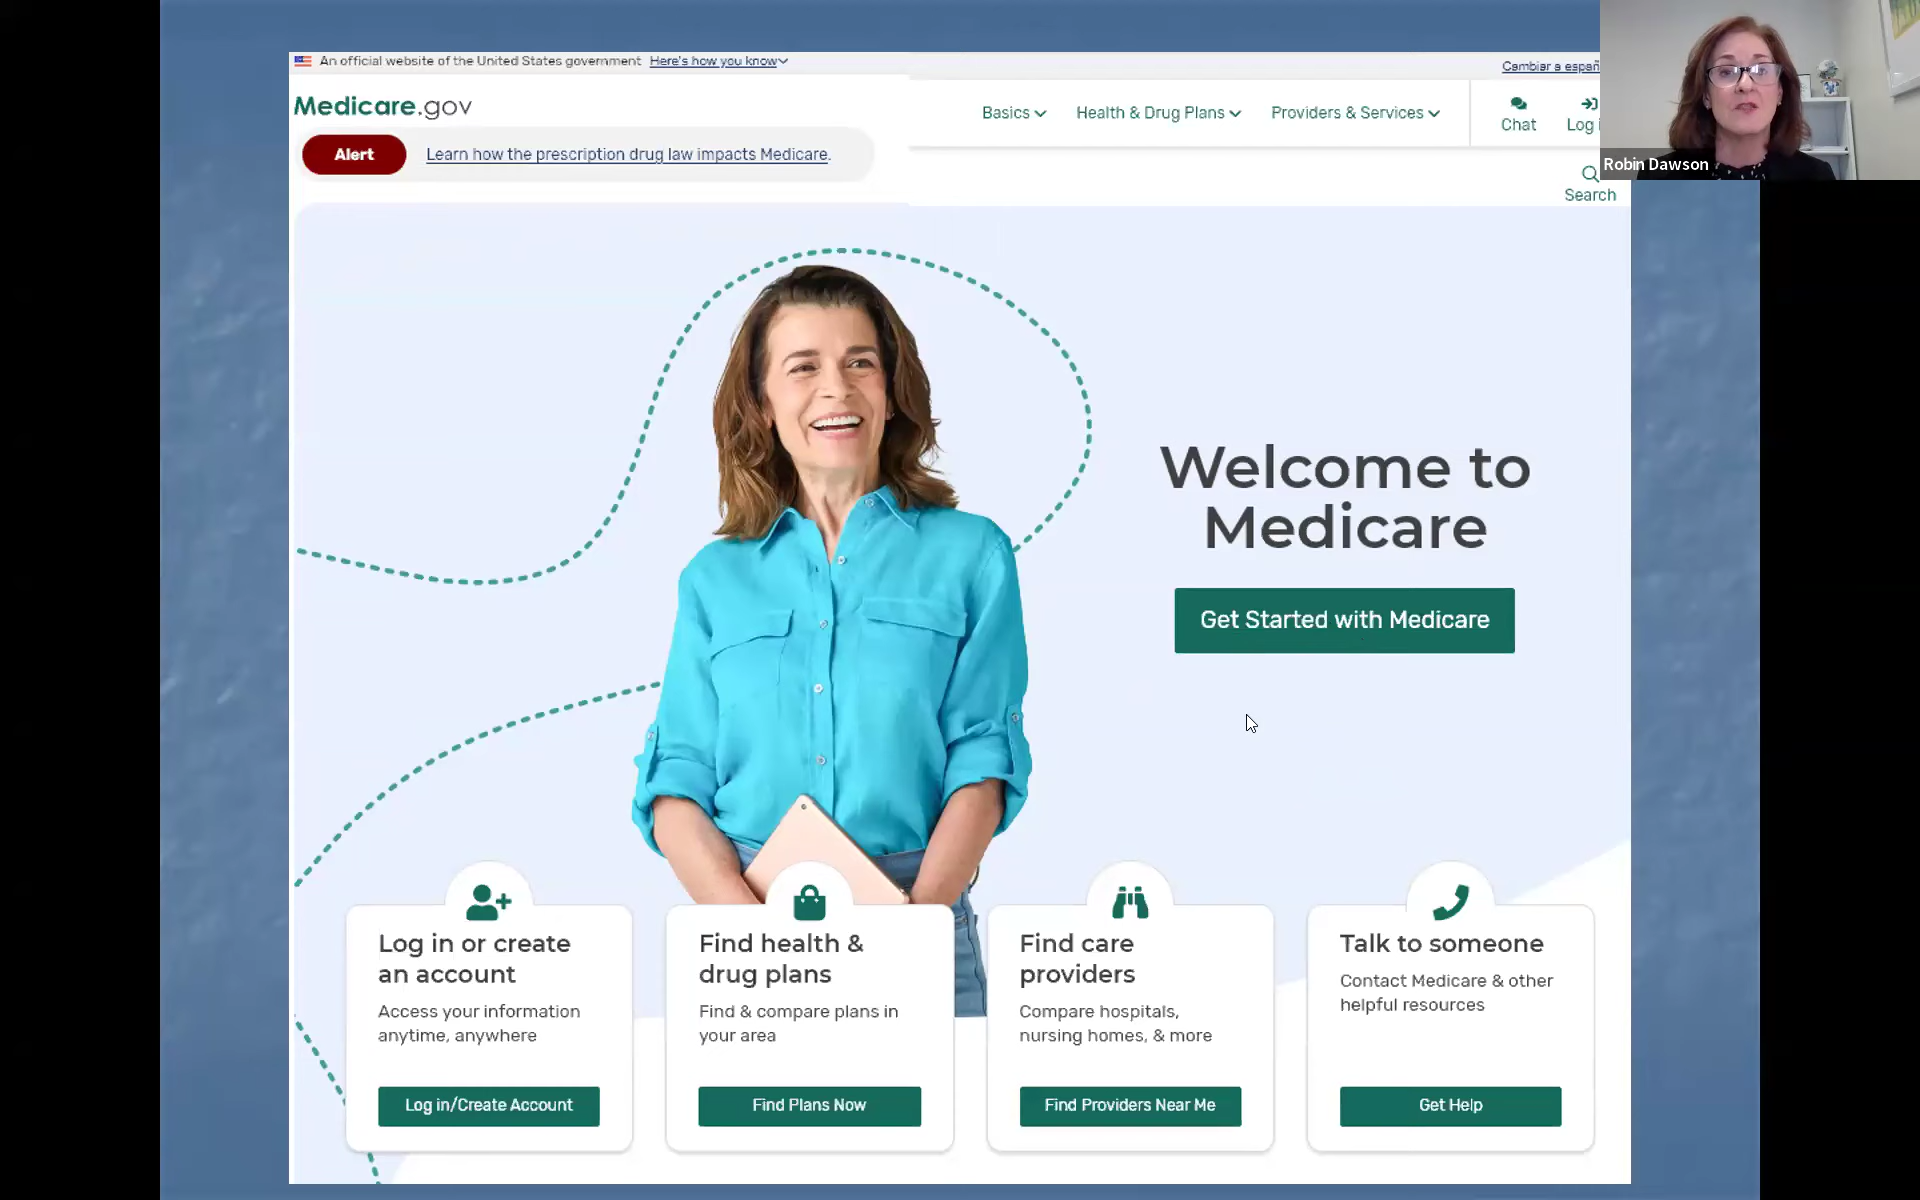 An official website of the United States government Here's how you know
Cambiar a españ
Medicare.gov
Basics
Health & Drug Plans
Providers & Services
Chat
Log i
Alert
Learn how the prescription drug law impacts Medicare.
Search
Robin Dawson
Welcome to
Medicare
Get Started with Medicare
Log in or create
an account
Access your information
anytime, anywhere
Log in/Create Account
Find health &
drug plans
Find & compare plans in
your area
Find Plans Now
Find care
providers
Compare hospitals,
nursing homes, & more
Find Providers Near Me
Talk to someone
Contact Medicare & other
helpful resources
Get Help